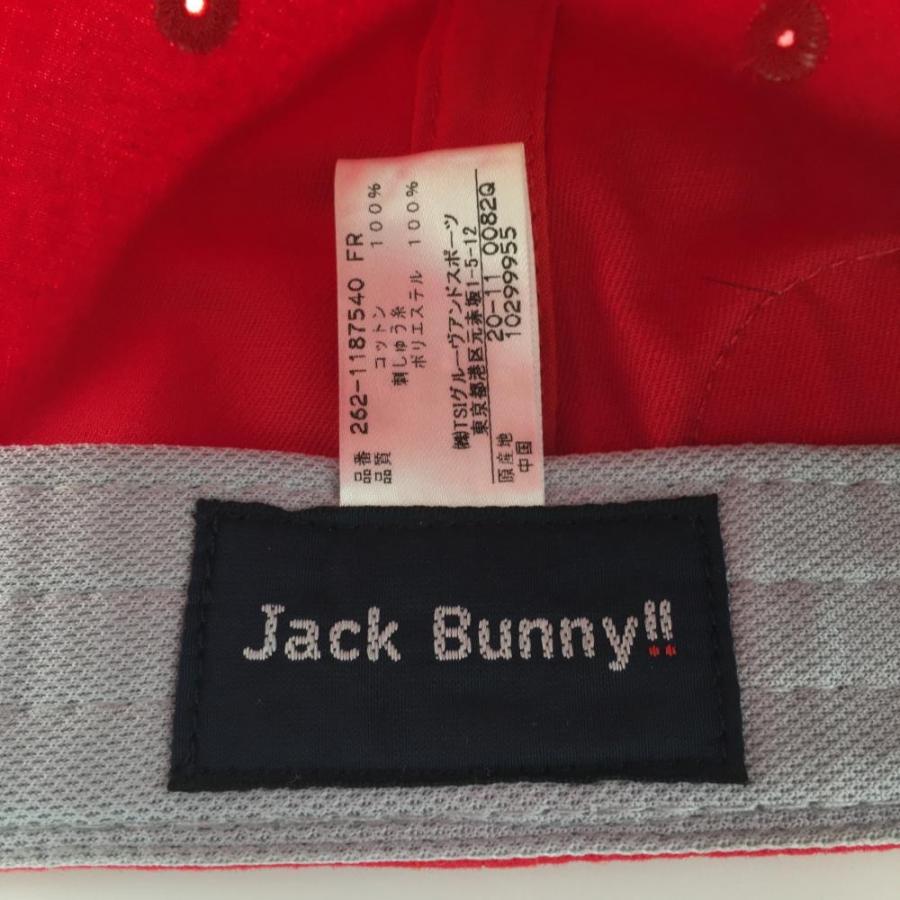 品番 262-1187540 FR
品質 コットン 100%
刺しゅう糸
ポリエステル 100%
㈱TSIグルーヴアンドスポーツ
東京都港区元赤坂1-5-12
20-11 0082Q
原産地 10299955
中国
Jack Bunny!!